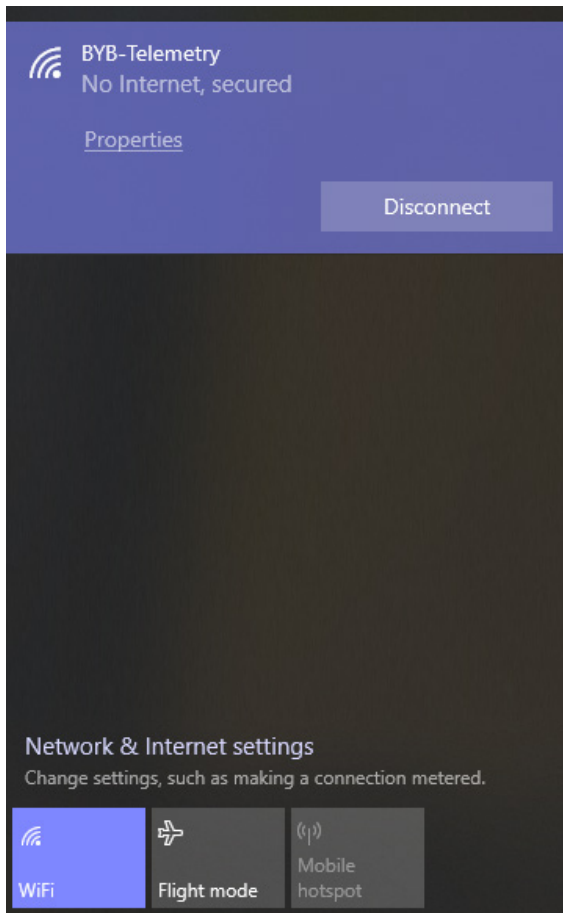 BYB-Telemetry
No Internet, secured
Properties
Disconnect
Network & Internet settings
Change settings, such as making a connection metered.
WiFi
Flight mode
Mobile
hotspot